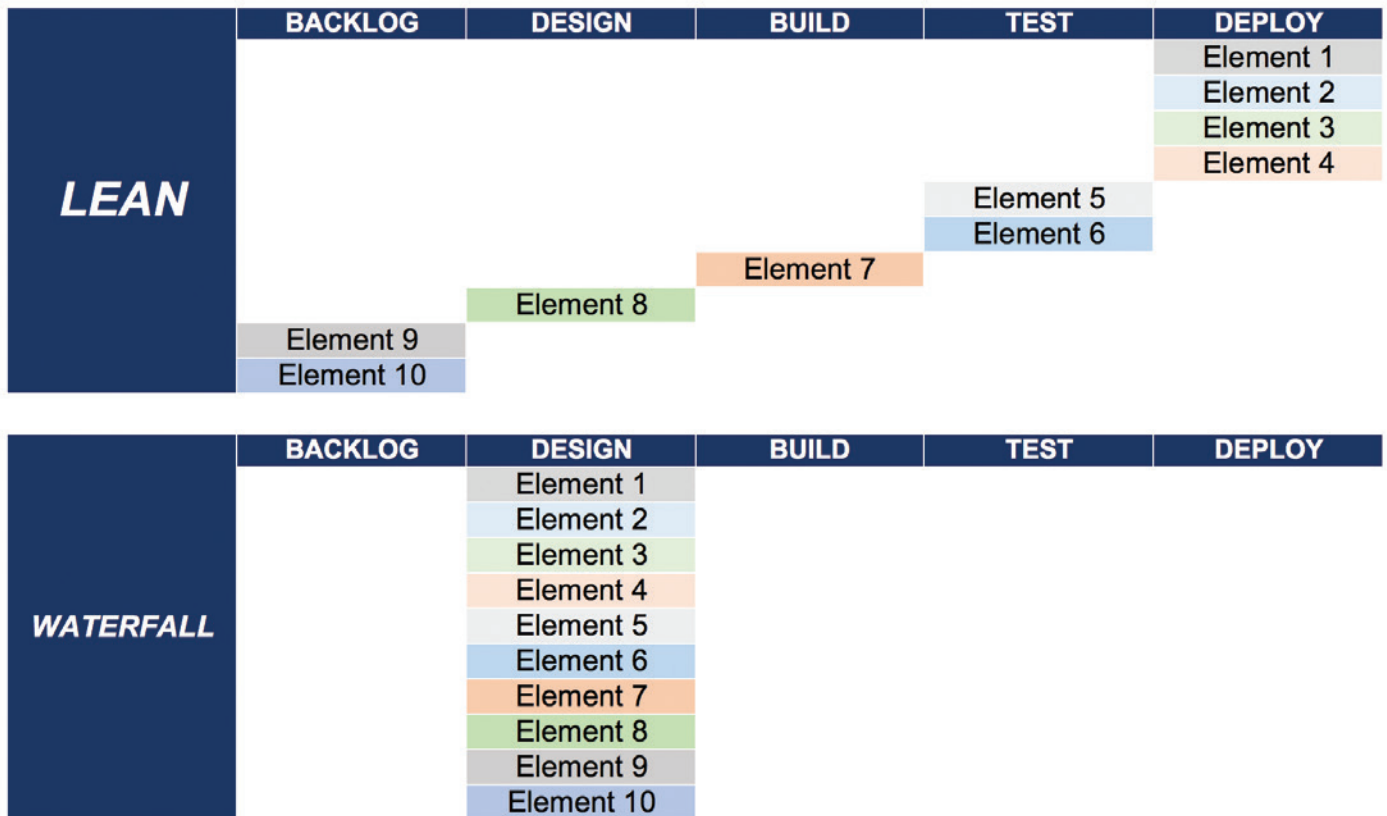 BACKLOG DESIGN BUILD TEST DEPLOY
Element 1
Element 2
Element 3
Element 4
LEAN
Element 5
Element 6
Element 7
Element 8
Element 9
Element 10
BACKLOG DESIGN BUILD TEST DEPLOY
Element 1
Element 2
Element 3
Element 4
WATERFALL
Element 5
Element 6
Element 7
Element 8
Element 9
Element 10